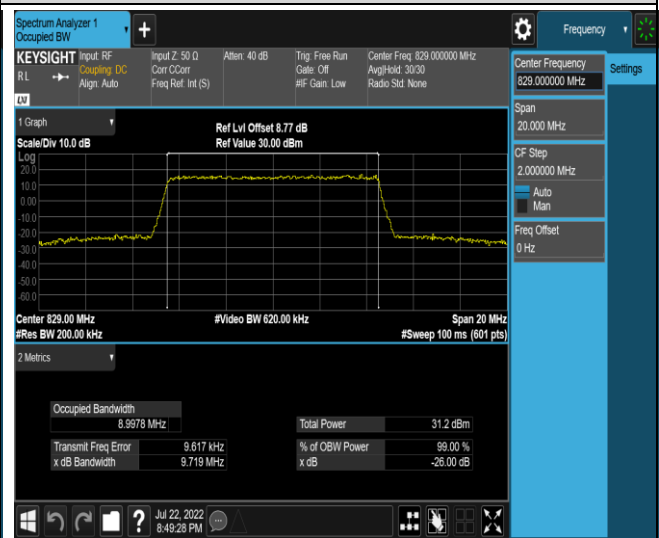 Spectrum Analyzer 1
Occupied BW
+
Frequency
KEYSIGHT
Input: RF
Input Z: 50 Ω
Atten: 40 dB
Trig: Free Run
Center Freq: 829.000000 MHz
R L
Coupling: DC
Corr CCorr
Gate: Off
Avg|Hold: 30/30
Align: Auto
Freq Ref: Int (S)
#IF Gain: Low
Radio Std: None
LXI
Center Frequency
829.000000 MHz
Settings
Span
20.000 MHz
CF Step
2.000000 MHz
Auto
Man
Freq Offset
0 Hz
1 Graph
Ref Lvl Offset 8.77 dB
Scale/Div 10.0 dB
Ref Value 30.00 dBm
Log
20.0
10.0
0.00
-10.0
-20.0
-30.0
-40.0
-50.0
-60.0
Center 829.00 MHz
#Video BW 620.00 kHz
Span 20 MHz
#Res BW 200.00 kHz
#Sweep 100 ms (601 pts)
2 Metrics
Occupied Bandwidth
8.9978 MHz
Total Power
31.2 dBm
Transmit Freq Error
9.617 kHz
% of OBW Power
99.00 %
x dB Bandwidth
9.719 MHz
x dB
-26.00 dB
?
Jul 22, 2022
8:49:28 PM